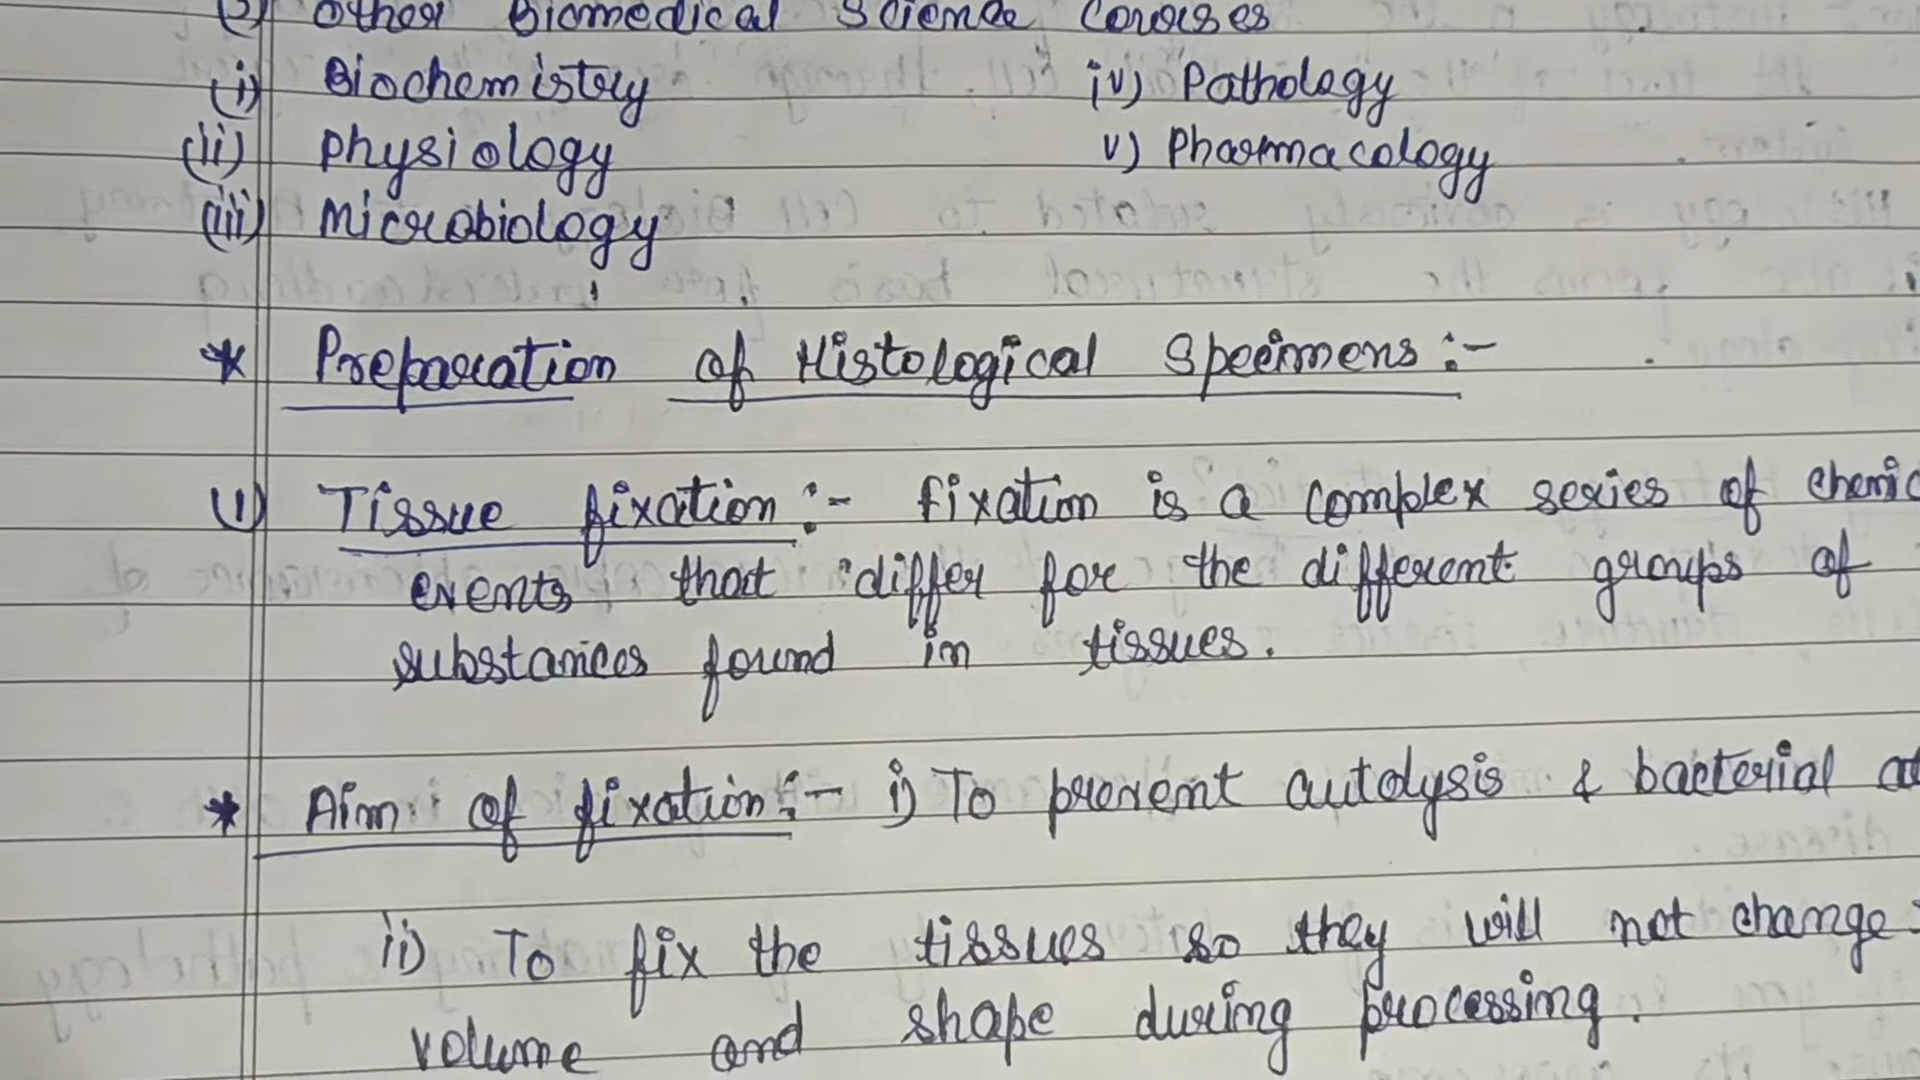 2) Other Biomedical Science Courses
(i) Biochemistry iv) Pathology
(ii) Physiology v) Pharmacology
(iii) Microbiology
* Preparation of Histological Specimens :-
(1) Tissue fixation :- Fixation is a complex series of chemic
events that differ for the different groups of
substances found in tissues.
* Aim of fixation :- i) To prevent autolysis & bacterial at
ii) To fix the tissues so they will not change
volume and shape during processing.